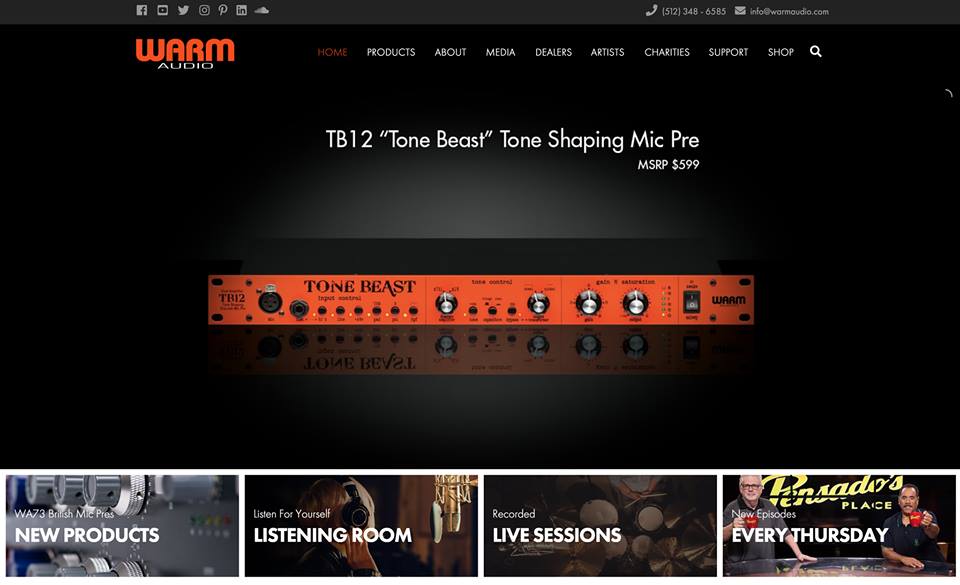 (512) 348 - 6585 info@warmaudio.com
WARM
AUDIO
HOME PRODUCTS ABOUT MEDIA DEALERS ARTISTS CHARITIES SUPPORT SHOP
TB12 “Tone Beast” Tone Shaping Mic Pre
MSRP $599
TONE BEAST
tone control
gain & saturation
TB12
input control
WARM
WA73 British Mic Pres
NEW PRODUCTS
Listen For Yourself
LISTENING ROOM
Recorded
LIVE SESSIONS
Pensado's
PLACE
New Episodes
EVERY THURSDAY